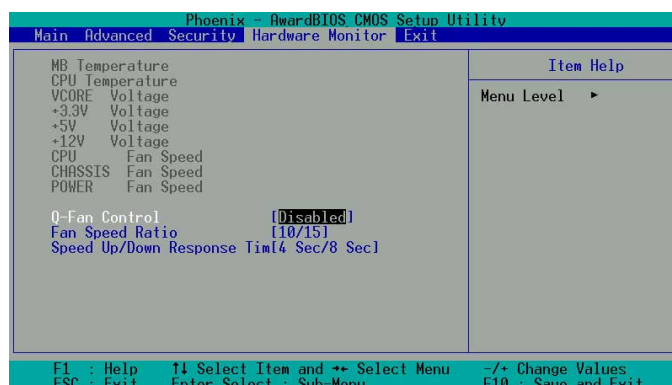 Phoenix - AwardBIOS CMOS Setup Utility
Main Advanced Security Hardware Monitor Exit
MB Temperature
CPU Temperature
VCORE Voltage
+3.3V Voltage
+5V Voltage
+12V Voltage
CPU Fan Speed
CHASSIS Fan Speed
POWER Fan Speed
Q-Fan Control [Disabled]
Fan Speed Ratio [10/15]
Speed Up/Down Response Tim[4 Sec/8 Sec]
Item Help
Menu Level ►
F1 : Help ↑↓ Select Item and →← Select Menu -/+ Change Values
ESC : Exit Enter Select : Sub-Menu F10 : Save and Exit